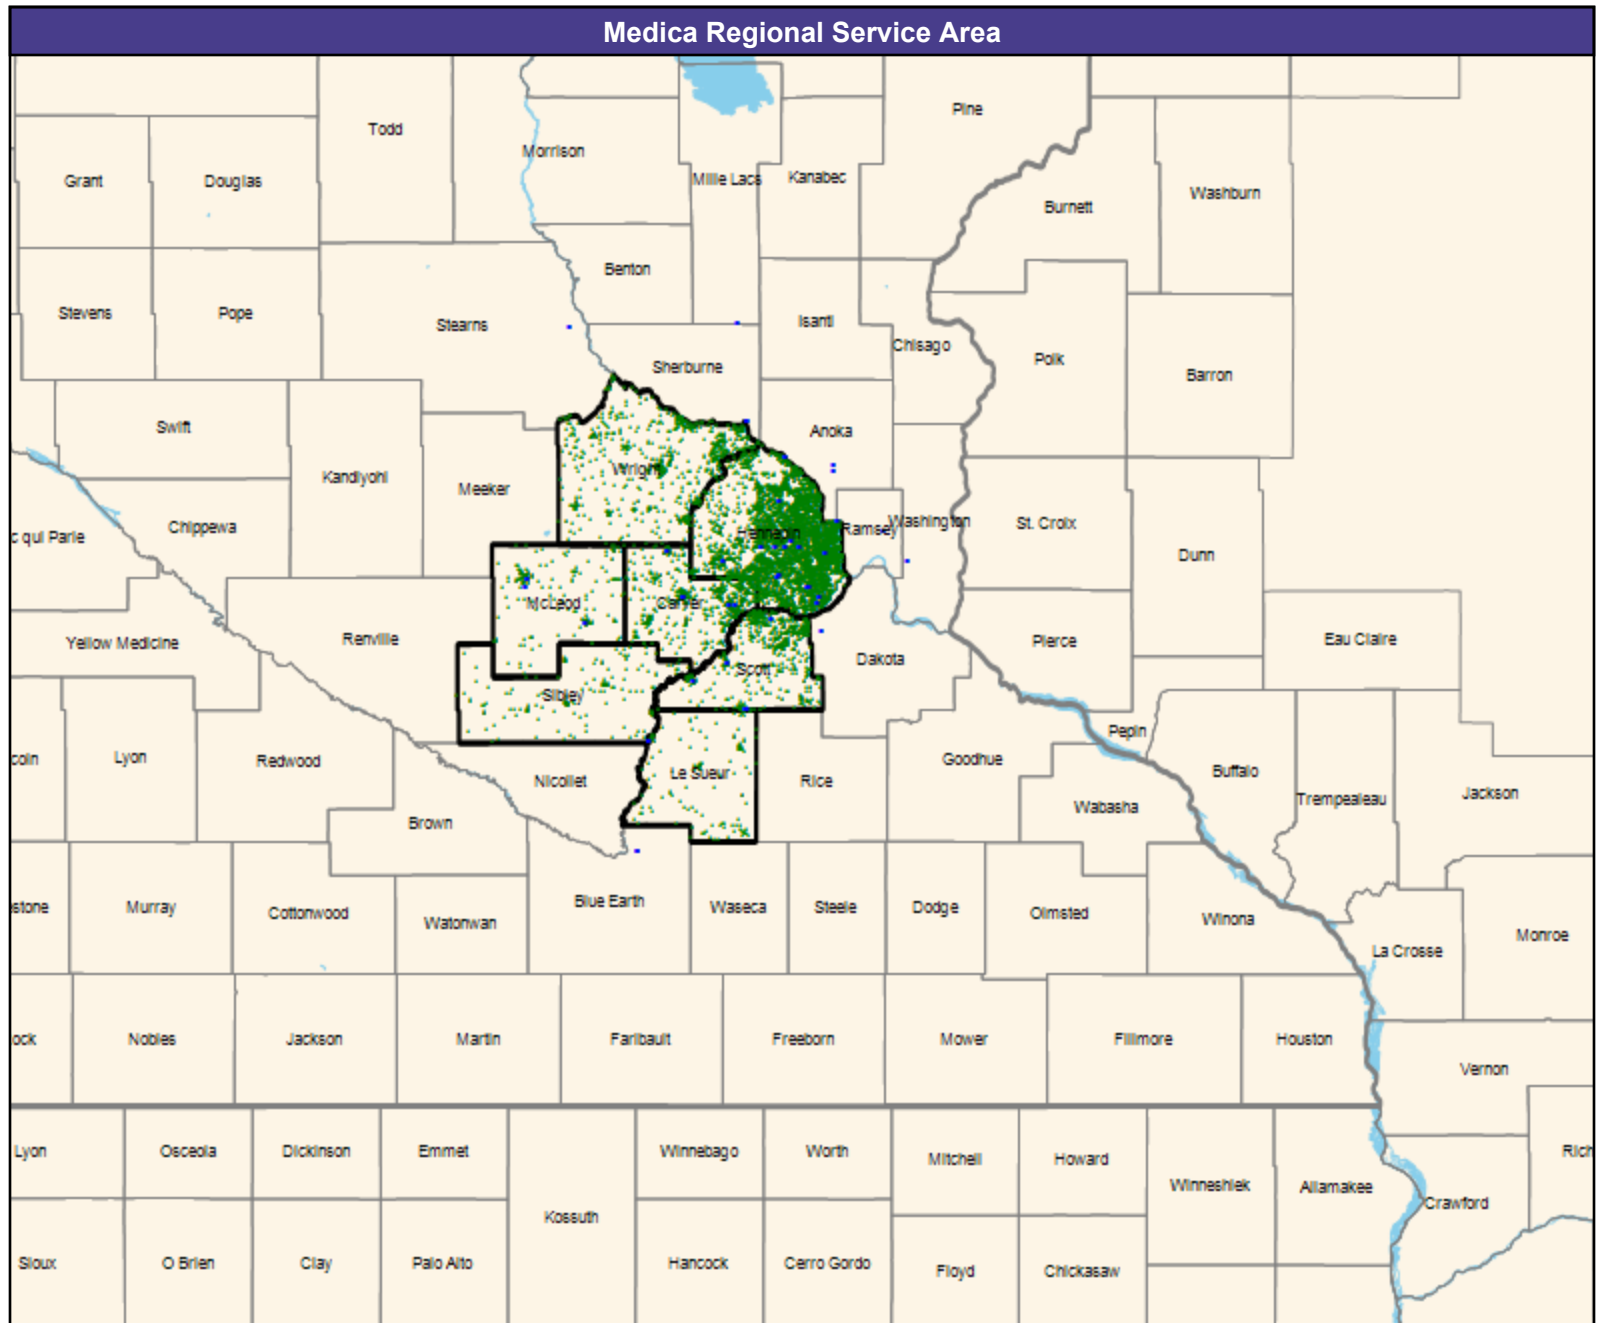 Medica Regional Service Area
Pine
Todd
Morrison
Mille Lacs
Kanabec
Grant
Douglas
Washburn
Burnett
Benton
Stevens
Pope
Stearns
Isanti
Chisago
Polk
Sherburne
Barron
Swift
Anoka
Wright
Kandiyohi
Meeker
Chippewa
c qui Parle
Hennepin
Ramsey
Washington
St. Croix
Dunn
McLeod
Carver
Yellow Medicine
Renville
Pierce
Eau Claire
Scott
Dakota
Sibley
Pepin
coln
Lyon
Redwood
Nicollet
Le Sueur
Rice
Goodhue
Buffalo
Trempealeau
Jackson
Wabasha
Brown
stone
Murray
Cottonwood
Watonwan
Blue Earth
Waseca
Steele
Dodge
Olmsted
Winona
La Crosse
Monroe
ock
Nobles
Jackson
Martin
Faribault
Freeborn
Mower
Fillmore
Houston
Vernon
Lyon
Osceola
Dickinson
Emmet
Winnebago
Worth
Mitchell
Howard
Rich
Winneshiek
Allamakee
Crawford
Kossuth
Sioux
O Brien
Clay
Palo Alto
Hancock
Cerro Gordo
Floyd
Chickasaw